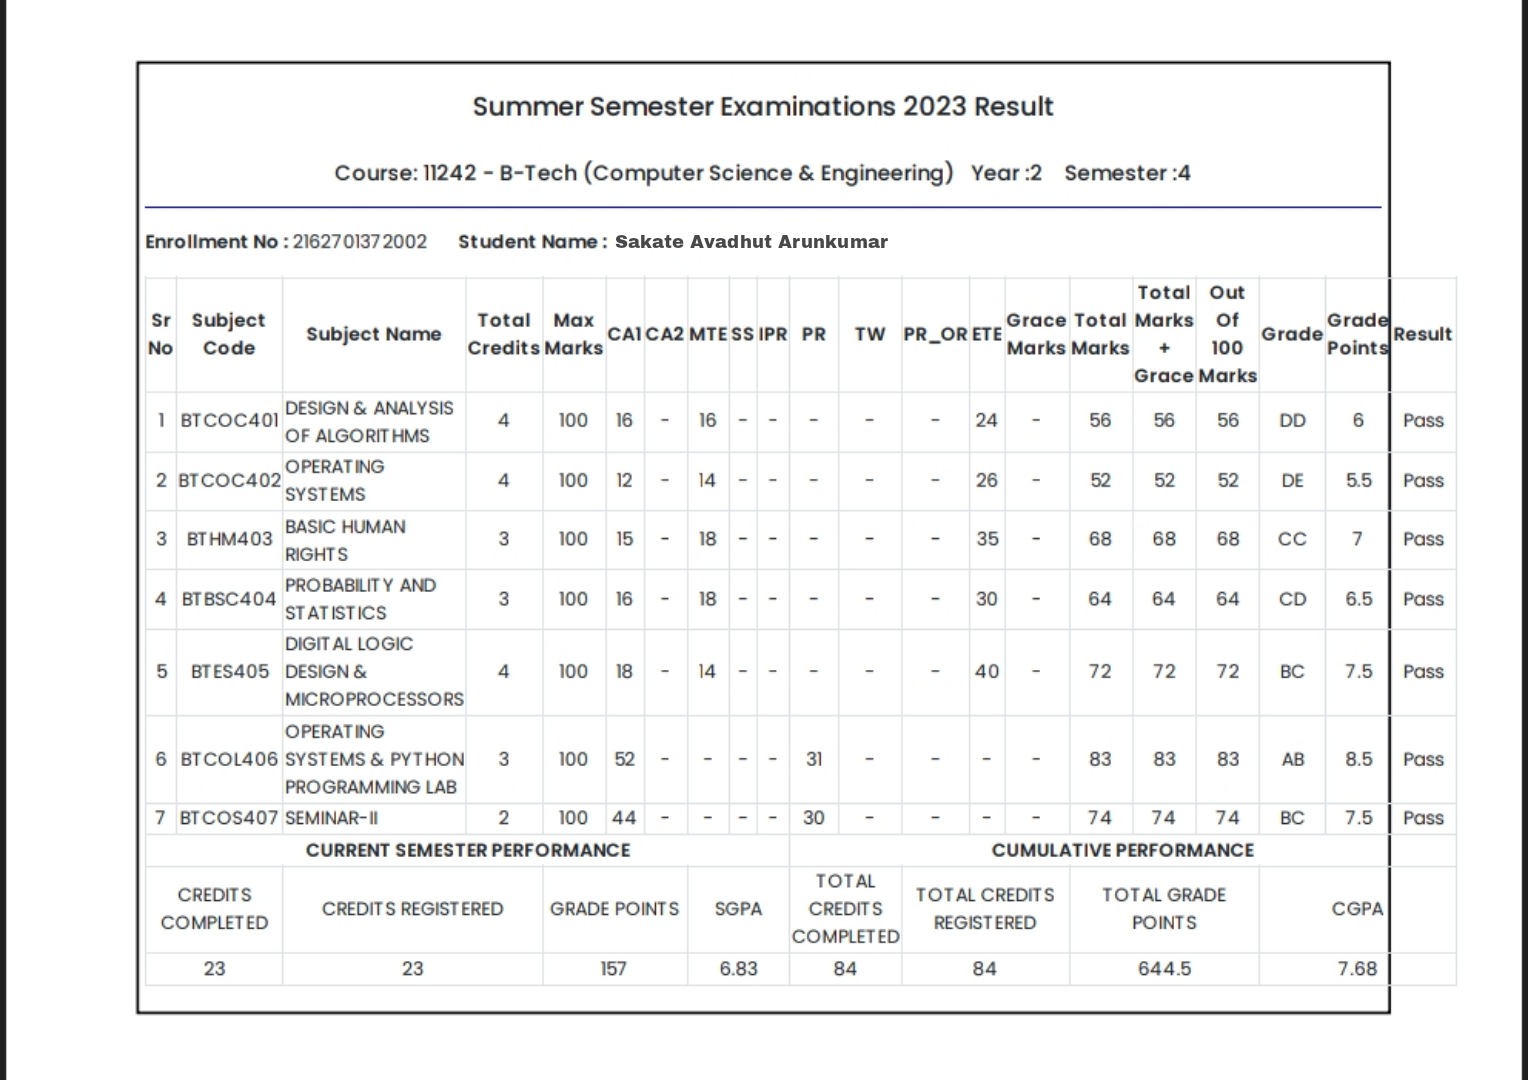 Summer Semester Examinations 2023 Result
Course: 11242 - B-Tech (Computer Science & Engineering) Year :2 Semester :4
Enrollment No : 2162701372002 Student Name : Sakate Avadhut Arunkumar
Sr No Subject Code Subject Name Total Credits Max Marks CA1 CA2 MTE SS IPR PR TW PR_OR ETE Grace Marks Total Marks Total Marks + Grace Out Of 100 Marks Grade Grade Points Result
1 BTCOC401 DESIGN & ANALYSIS OF ALGORITHMS 4 100 16 - 16 - - - - - 24 - 56 56 56 DD 6 Pass
2 BTCOC402 OPERATING SYSTEMS 4 100 12 - 14 - - - - - 26 - 52 52 52 DE 5.5 Pass
3 BTHM403 BASIC HUMAN RIGHTS 3 100 15 - 18 - - - - - 35 - 68 68 68 CC 7 Pass
4 BTBSC404 PROBABILITY AND STATISTICS 3 100 16 - 18 - - - - - 30 - 64 64 64 CD 6.5 Pass
5 BTES405 DIGITAL LOGIC DESIGN & MICROPROCESSORS 4 100 18 - 14 - - - - - 40 - 72 72 72 BC 7.5 Pass
6 BTCOL406 OPERATING SYSTEMS & PYTHON PROGRAMMING LAB 3 100 52 - - - - 31 - - - - 83 83 83 AB 8.5 Pass
7 BTCOS407 SEMINAR-II 2 100 44 - - - - 30 - - - - 74 74 74 BC 7.5 Pass
CURRENT SEMESTER PERFORMANCE CUMULATIVE PERFORMANCE
CREDITS COMPLETED CREDITS REGISTERED GRADE POINTS SGPA TOTAL CREDITS COMPLETED TOTAL CREDITS REGISTERED TOTAL GRADE POINTS CGPA
23 23 157 6.83 84 84 644.5 7.68